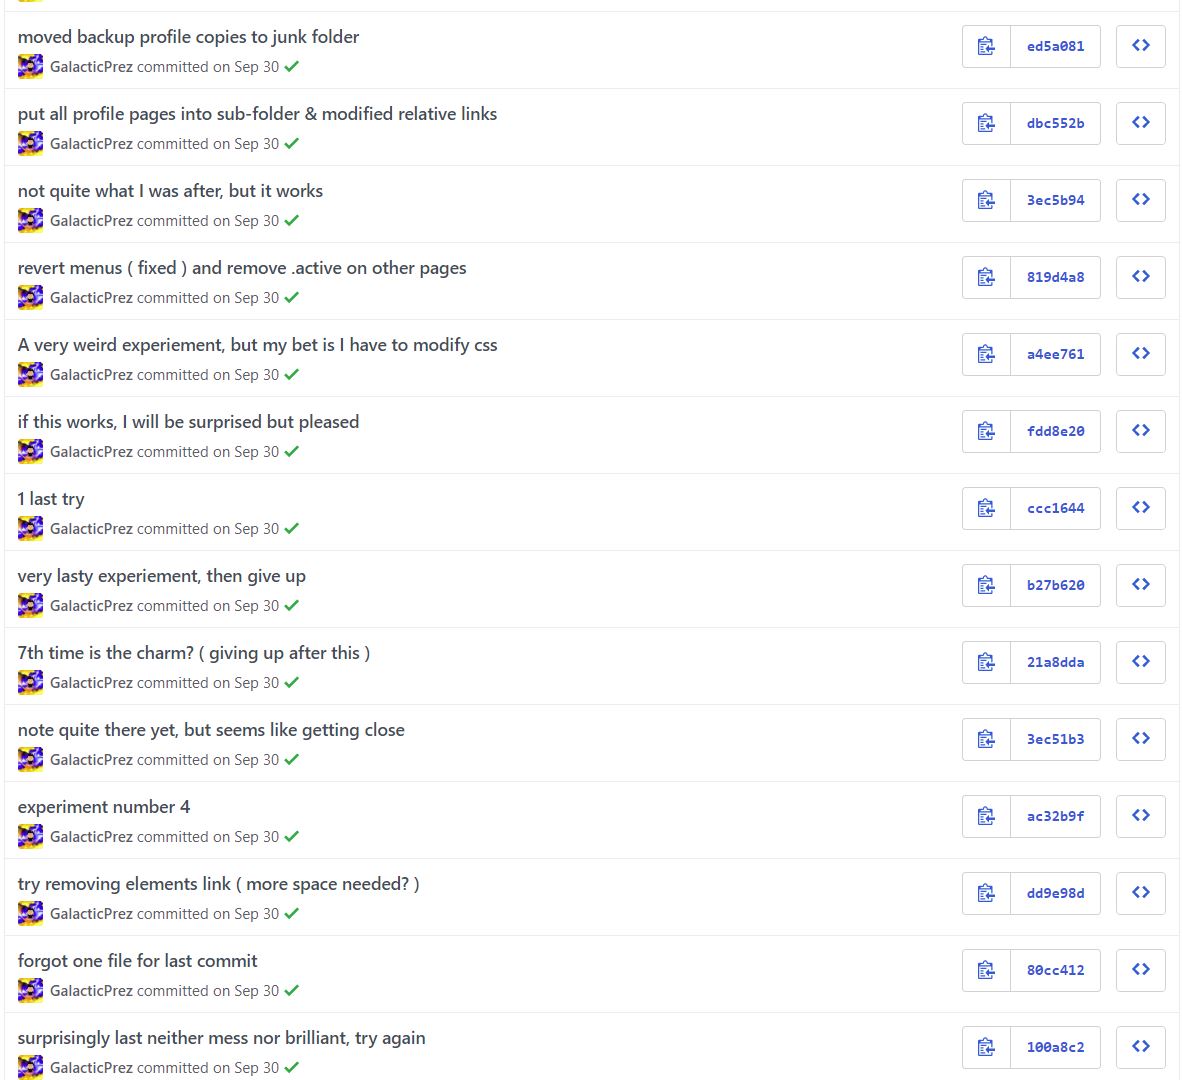 moved backup profile copies to junk folder
GalacticPrez committed on Sep 30
ed5a081
put all profile pages into sub-folder & modified relative links
GalacticPrez committed on Sep 30
dbc552b
not quite what I was after, but it works
GalacticPrez committed on Sep 30
3ec5b94
revert menus ( fixed ) and remove .active on other pages
GalacticPrez committed on Sep 30
819d4a8
A very weird experiement, but my bet is I have to modify css
GalacticPrez committed on Sep 30
a4ee761
if this works, I will be surprised but pleased
GalacticPrez committed on Sep 30
fdd8e20
1 last try
GalacticPrez committed on Sep 30
ccc1644
very lasty experiement, then give up
GalacticPrez committed on Sep 30
b27b620
7th time is the charm? ( giving up after this )
GalacticPrez committed on Sep 30
21a8dda
note quite there yet, but seems like getting close
GalacticPrez committed on Sep 30
3ec51b3
experiment number 4
GalacticPrez committed on Sep 30
ac32b9f
try removing elements link ( more space needed? )
GalacticPrez committed on Sep 30
dd9e98d
forgot one file for last commit
GalacticPrez committed on Sep 30
80cc412
surprisingly last neither mess nor brilliant, try again
GalacticPrez committed on Sep 30
100a8c2